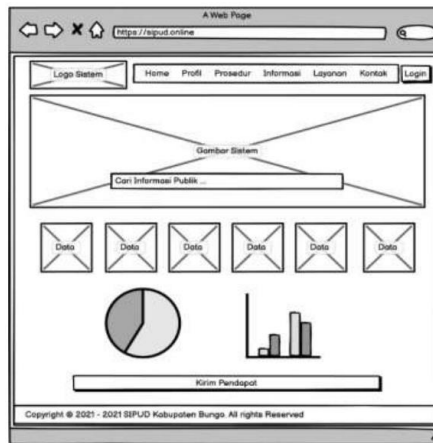 A Web Page
https://sipud.online
Logo Sistem
Home Profil Prosedur Informasi Layanan Kontak Login
Gambar Sistem
Cari Informasi Publik ...
Data Data Data Data Data Data
Kirim Pendapat
Copyright © 2021 - 2021 SIPUD Kabupaten Bungo. All rights Reserved